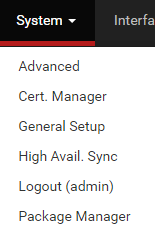 System Interfa
Advanced
Cert. Manager
General Setup
High Avail. Sync
Logout (admin)
Package Manager